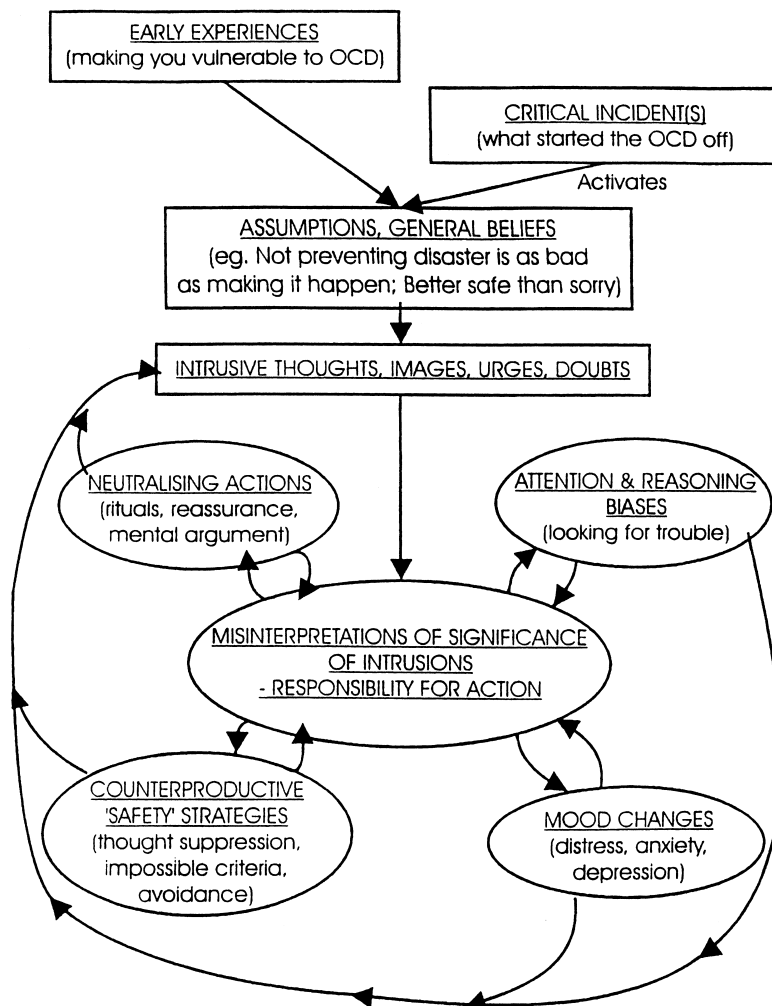 EARLY EXPERIENCES
(making you vulnerable to OCD)
CRITICAL INCIDENT(S)
(what started the OCD off)
Activates
ASSUMPTIONS, GENERAL BELIEFS
(eg. Not preventing disaster is as bad
as making it happen; Better safe than sorry)
INTRUSIVE THOUGHTS, IMAGES, URGES, DOUBTS
NEUTRALISING ACTIONS
(rituals, reassurance,
mental argument)
ATTENTION & REASONING
BIASES
(looking for trouble)
MISINTERPRETATIONS OF SIGNIFICANCE
OF INTRUSIONS
- RESPONSIBILITY FOR ACTION
COUNTERPRODUCTIVE
'SAFETY' STRATEGIES
(thought suppression,
impossible criteria,
avoidance)
MOOD CHANGES
(distress, anxiety,
depression)